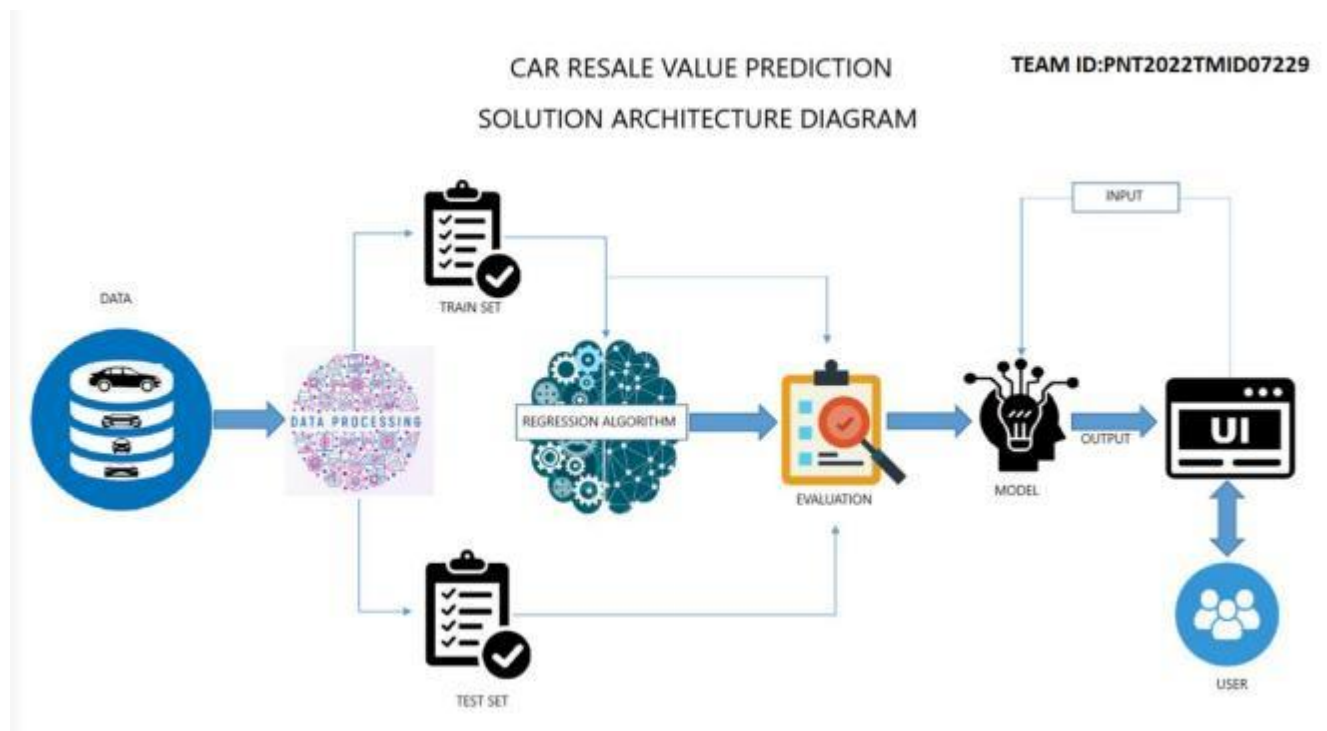 CAR RESALE VALUE PREDICTION
TEAM ID:PNT2022TMID07229
SOLUTION ARCHITECTURE DIAGRAM
INPUT
DATA
TRAIN SET
DATA PROCESSING
REGRESSION ALGORITHM
UI
OUTPUT
MODEL
EVALUATION
TEST SET
USER